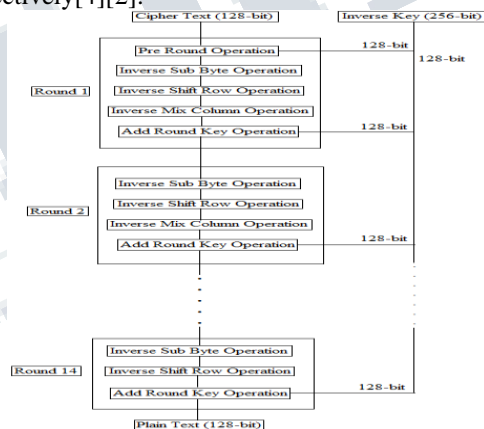 ectively[4][2].
Cipher Text (128-bit) Inverse Key (256-bit)
Pre Round Operation 128-bit
128-bit
Inverse Sub Byte Operation
Round 1 Inverse Shift Row Operation
Inverse Mix Column Operation
Add Round Key Operation 128-bit
Inverse Sub Byte Operation
Inverse Shift Row Operation
Round 2
Inverse Mix Column Operation
Add Round Key Operation 128-bit
Inverse Sub Byte Operation
Round 14 Inverse Shift Row Operation
Add Round Key Operation 128-bit
Plain Text (128-bit)